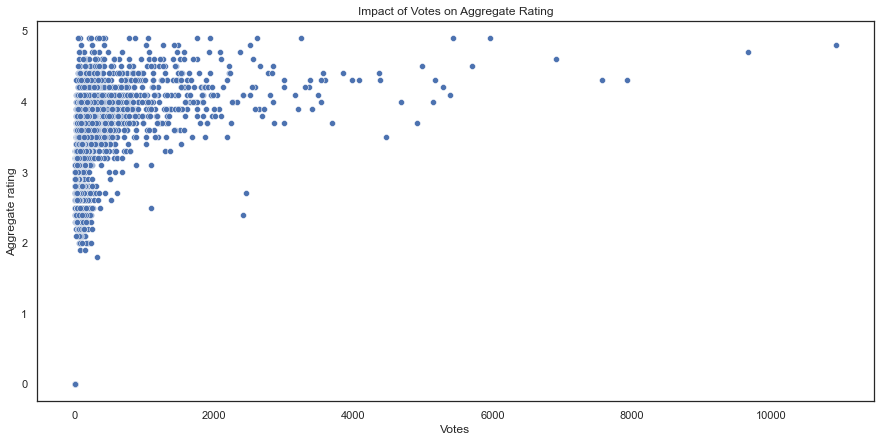 Impact of Votes on Aggregate Rating
5
4
3
2
1
0
Aggregate rating
0 2000 4000 6000 8000 10000
Votes